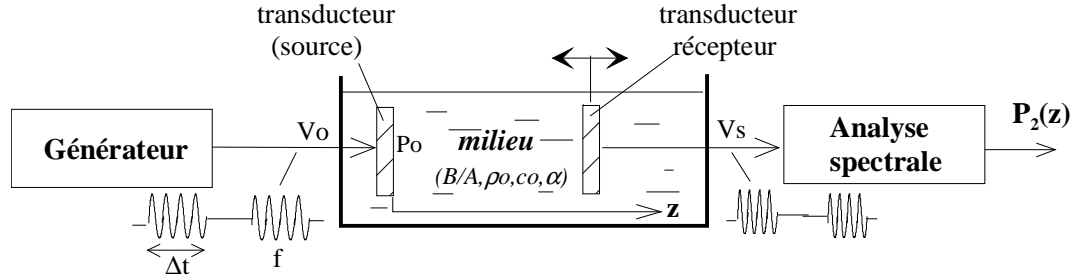 transducteur
(source)
transducteur
récepteur
Générateur
Vo
Po
milieu
(B/A, ρo,co,α)
z
Vs
Analyse
spectrale
P₂(z)
Δt
f